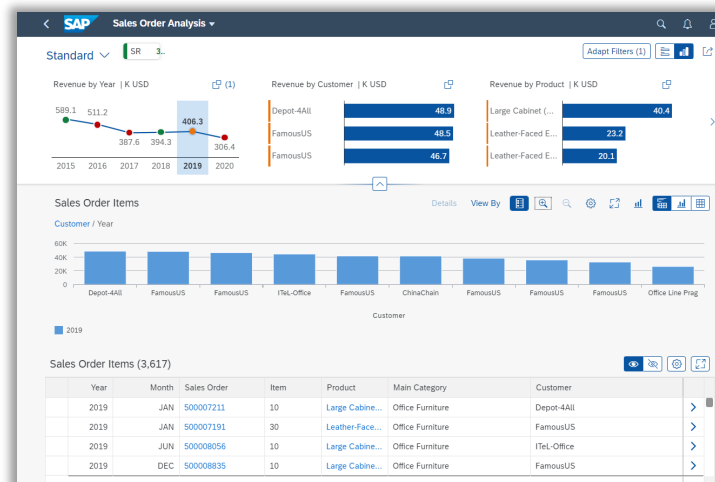 SAP Sales Order Analysis
Standard SR 3.. Adapt Filters (1)
Revenue by Year | K USD (1)
589.1 511.2 387.6 394.3 406.3 306.4
2015 2016 2017 2018 2019 2020
Revenue by Customer | K USD
Depot-4All 48.9
FamousUS 48.5
FamousUS 46.7
Revenue by Product | K USD
Large Cabinet (... 40.4
Leather-Faced E... 23.2
Leather-Faced E... 20.1
Sales Order Items Details View By
Customer / Year
60K
40K
20K
0
Depot-4All FamousUS FamousUS ITeL-Office FamousUS ChinaChain FamousUS FamousUS FamousUS Office Line Prag
Customer
2019
Sales Order Items (3,617)
Year Month Sales Order Item Product Main Category Customer
2019 JAN 500007211 10 Large Cabine... Office Furniture Depot-4All
2019 JAN 500007191 30 Leather-Face... Office Furniture FamousUS
2019 JUN 500008056 10 Large Cabine... Office Furniture ITeL-Office
2019 DEC 500008835 10 Large Cabine... Office Furniture FamousUS